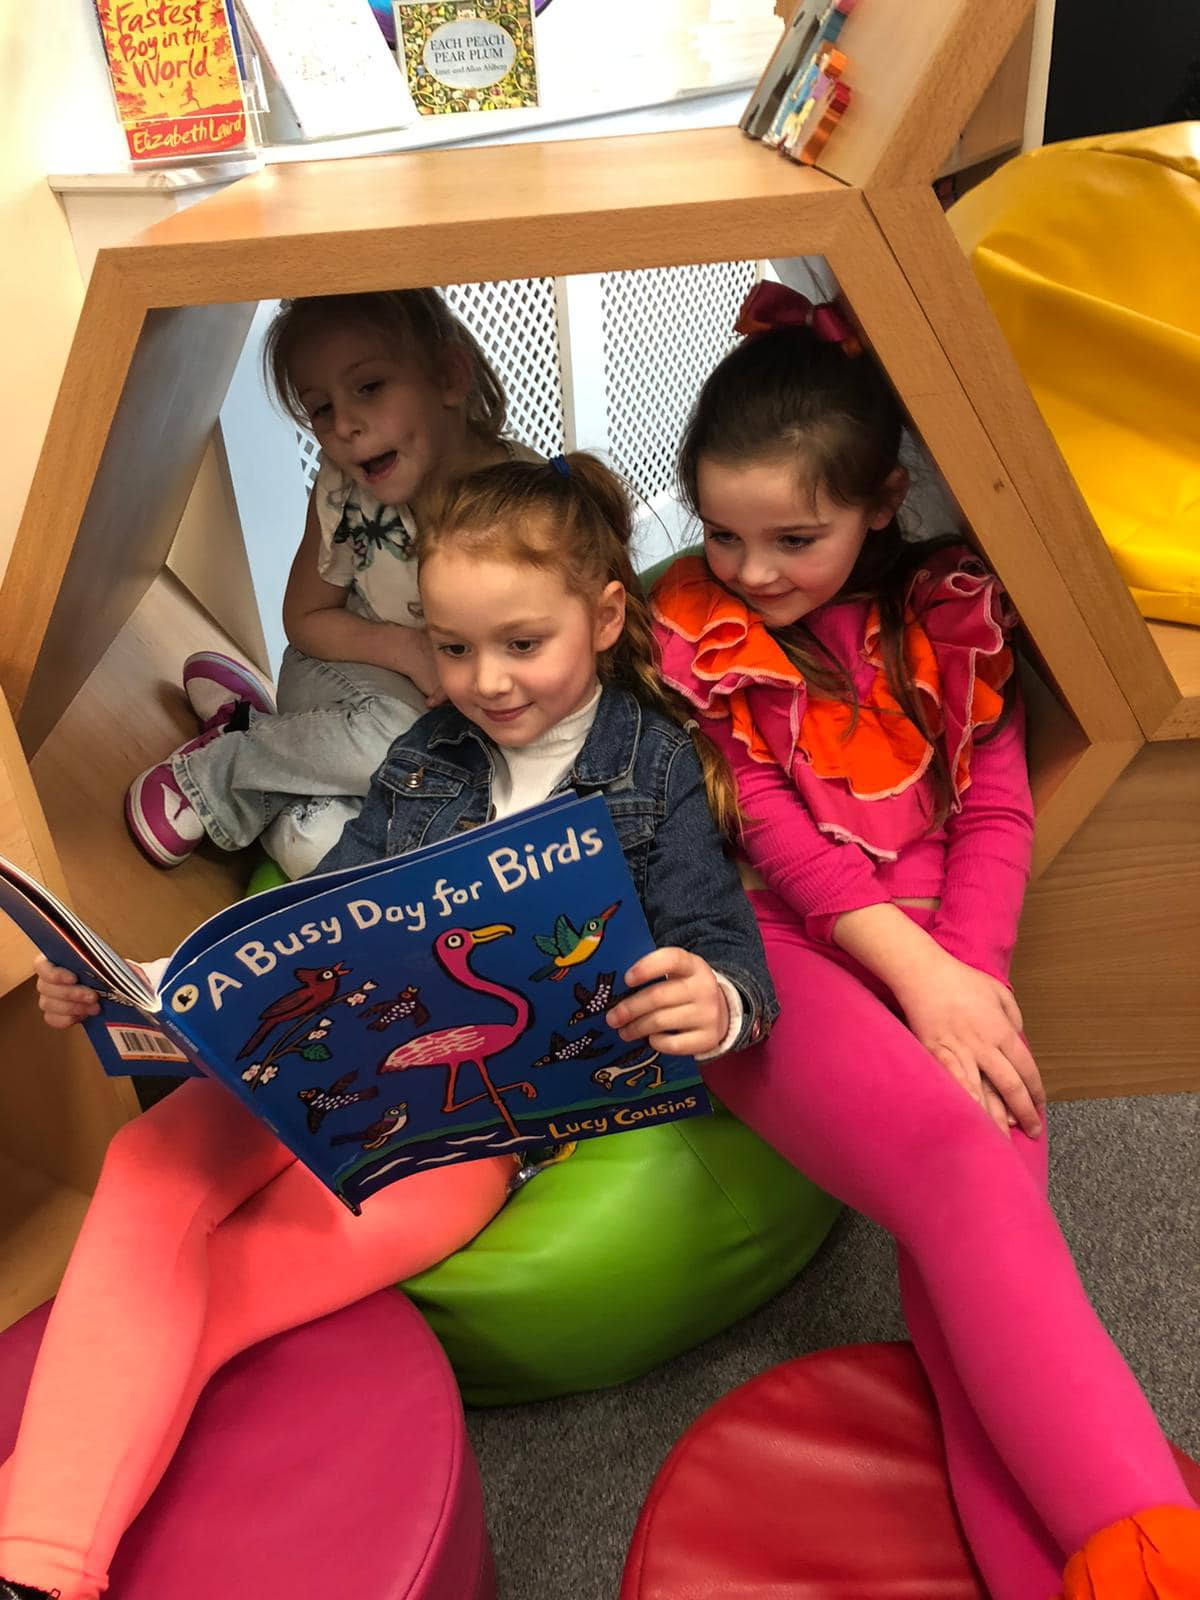 Fastest
Boy in the
World
Elizabeth Laird
EACH PEACH
PEAR PLUM
Janet and Allan Ahlberg
A Busy Day for Birds
Lucy Cousins